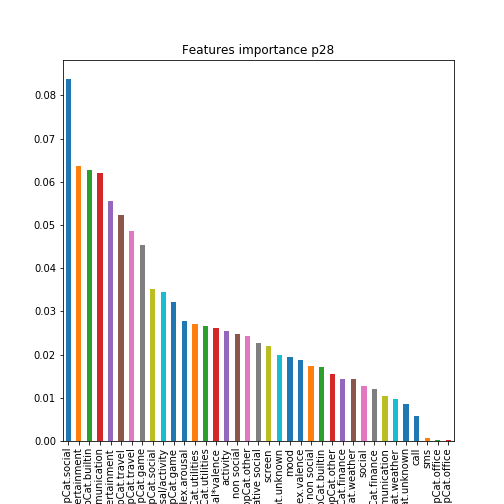 Features importance p28
0.08
0.07
0.06
0.05
0.04
0.03
0.02
0.01
0.00
pCat.social
ertainment
pCat.builtin
munication
ertainment
pCat.travel
pCat.travel
pCat.game
pCat.social
sal/activity
pCat.game
lex.arousal
Cat.utilities
Cat.utilities
al*valence
activity
non social
pCat.other
ative social
screen
t.unknown
mood
ex.valence
non social
pCat.builtin
pCat.other
Cat.finance
at.weather
social
Cat.finance
munication
at.weather
t.unknown
call
sms
pCat.office
pCat.office